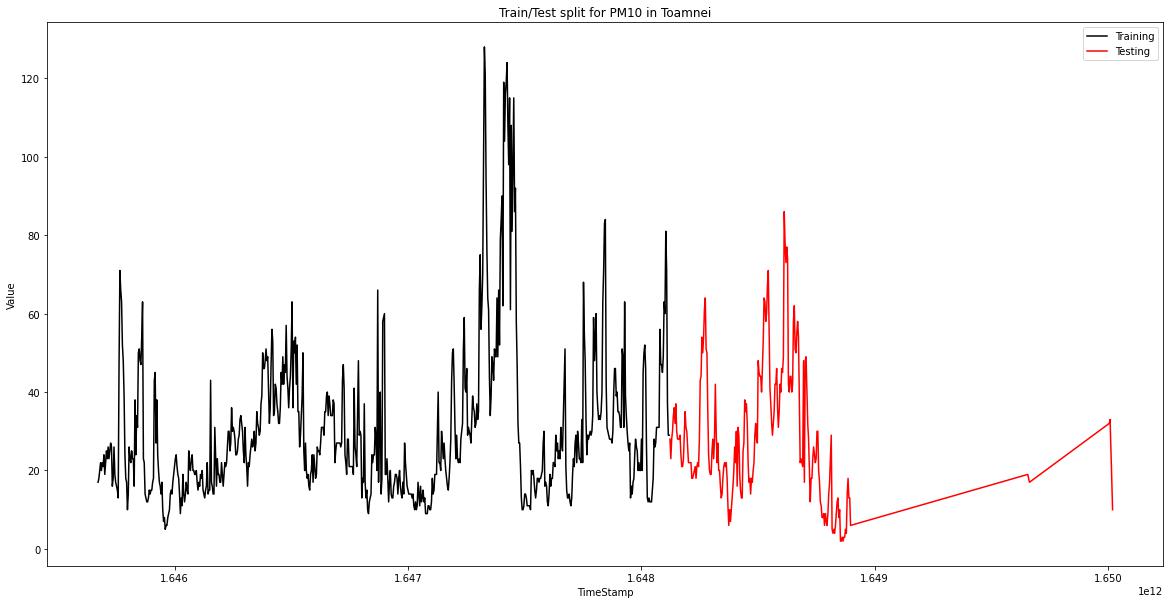 Train/Test split for PM10 in Toamnei
Training
Testing
120
100
80
60
40
20
0
Value
1.646 1.647 1.648 1.649 1.650
1e12
TimeStamp